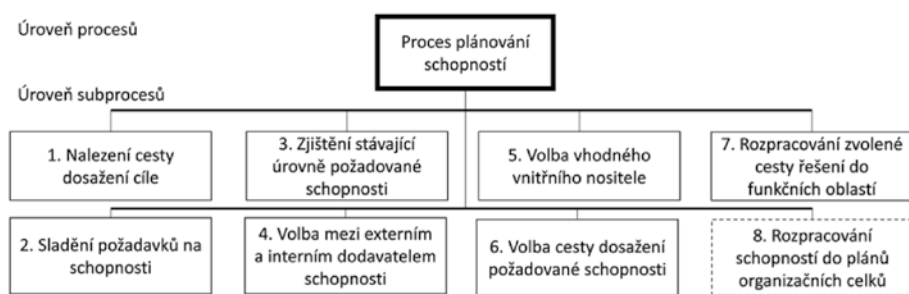 Úroveň procesů
Proces plánování
schopností
Úroveň subprocesů
1. Nalezení cesty
dosažení cíle
3. Zjištění stávající
úrovně požadované
schopnosti
5. Volba vhodného
vnitřního nositele
7. Rozpracování zvolené
cesty řešení do
funkčních oblastí
2. Sladění požadavků na
schopnosti
4. Volba mezi externím
a interním dodavatelem
schopnosti
6. Volba cesty dosažení
požadované schopnosti
8. Rozpracování
schopností do plánů
organizačních celků